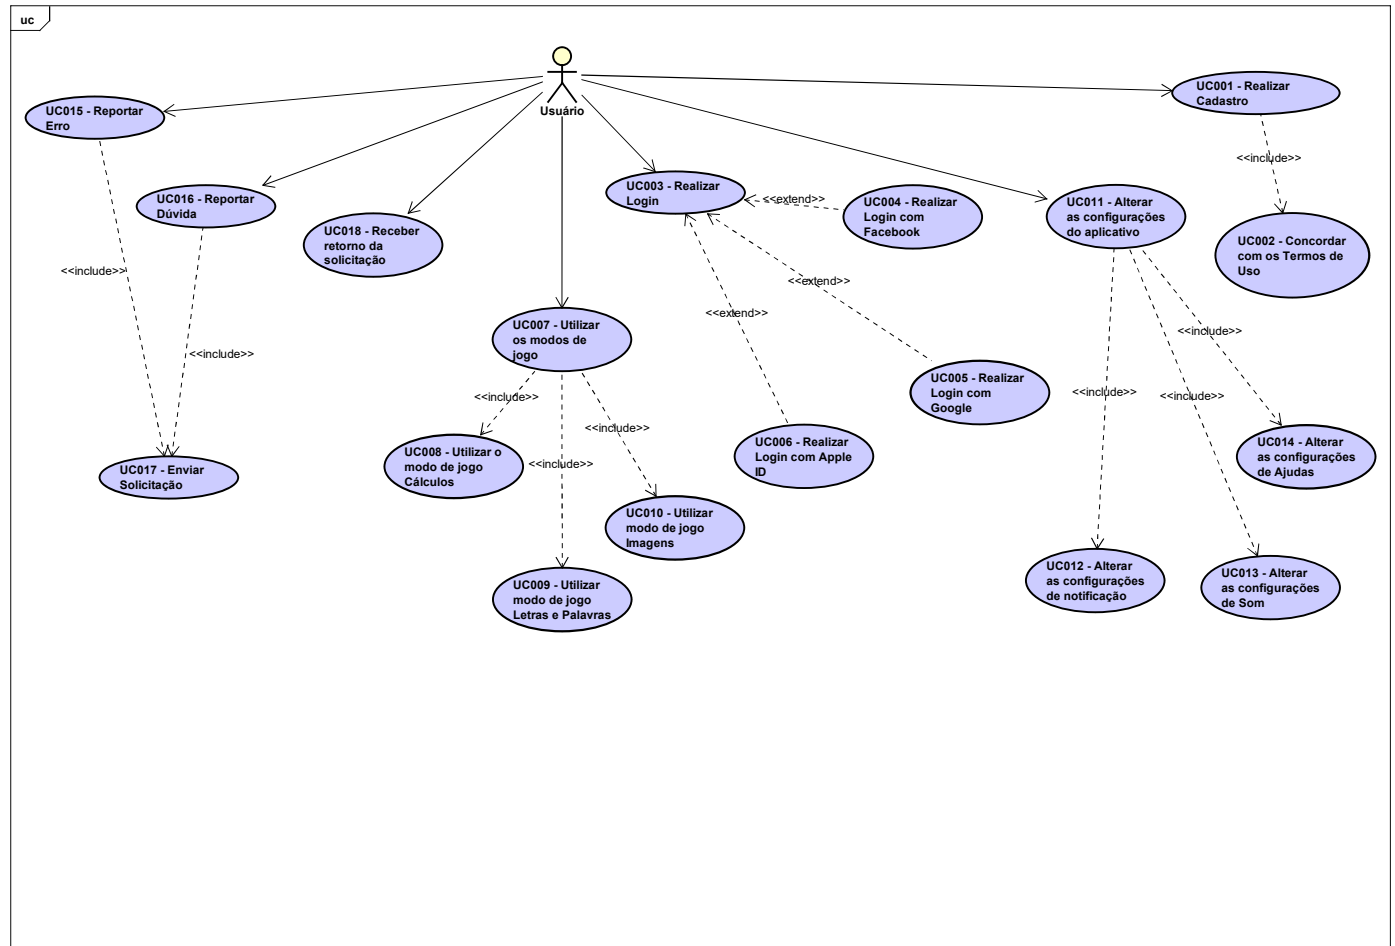 uc
Usuário
UC015 - Reportar
Erro
UC001 - Realizar
Cadastro
<<include>>
UC016 - Reportar
Dúvida
UC018 - Receber
retorno da
solicitação
UC003 - Realizar
Login
<<extend>>
UC004 - Realizar
Login com
Facebook
UC011 - Alterar
as configurações
do aplicativo
UC002 - Concordar
com os Termos de
Uso
<<include>>
<<include>>
<<extend>>
<<extend>>
<<include>>
UC007 - Utilizar
os modos de
jogo
UC005 - Realizar
Login com
Google
<<include>>
<<include>>
<<include>>
<<include>>
<<include>>
UC017 - Enviar
Solicitação
UC008 - Utilizar o
modo de jogo
Cálculos
<<include>>
UC006 - Realizar
Login com Apple
ID
UC014 - Alterar
as configurações
de Ajudas
UC010 - Utilizar
modo de jogo
Imagens
UC009 - Utilizar
modo de jogo
Letras e Palavras
UC012 - Alterar
as configurações
de notificação
UC013 - Alterar
as configurações
de Som